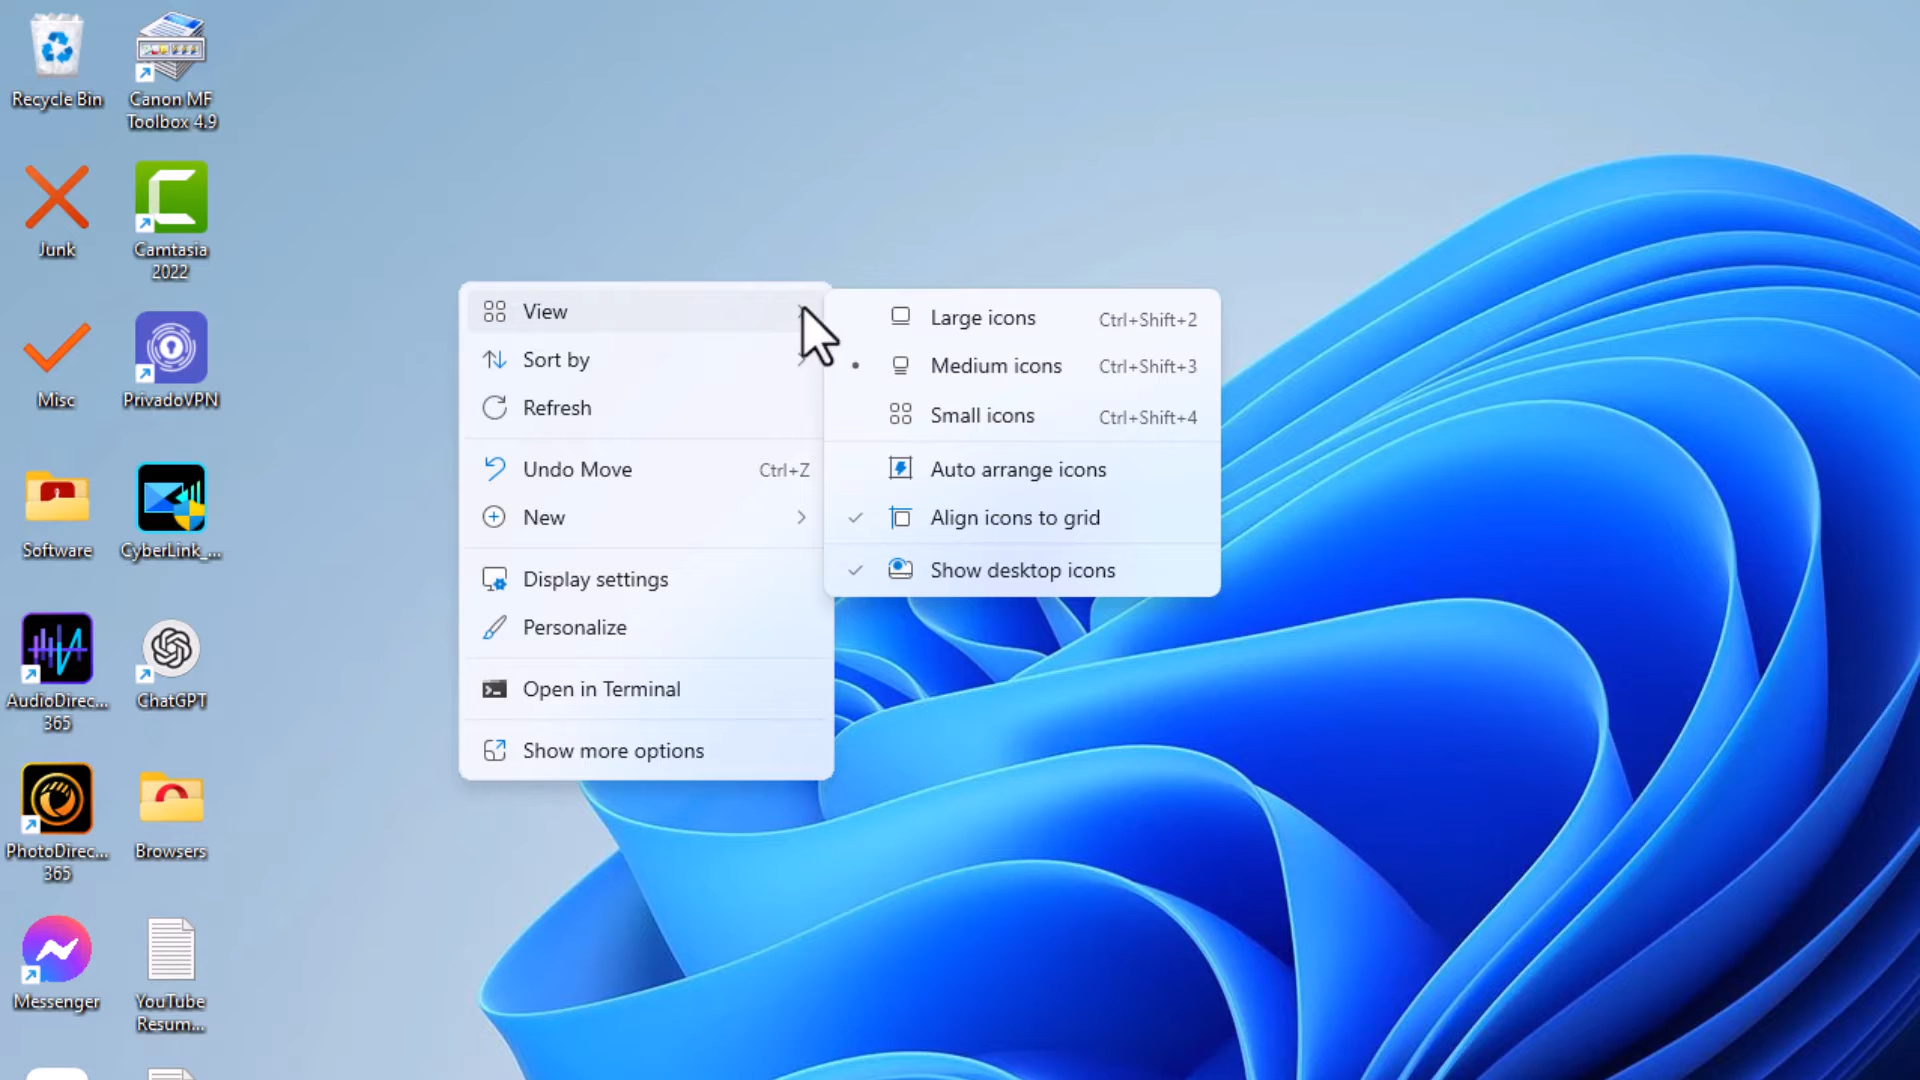 Recycle Bin
Canon MF
Toolbox 4.9
Junk
Camtasia
2022
Misc
PrivadoVPN
Software
CyberLink_...
AudioDirec...
365
ChatGPT
PhotoDirec...
365
Browsers
Messenger
YouTube
Resum...
View
Sort by
Refresh
Undo Move Ctrl+Z
New
Display settings
Personalize
Open in Terminal
Show more options
Large icons Ctrl+Shift+2
Medium icons Ctrl+Shift+3
Small icons Ctrl+Shift+4
Auto arrange icons
Align icons to grid
Show desktop icons